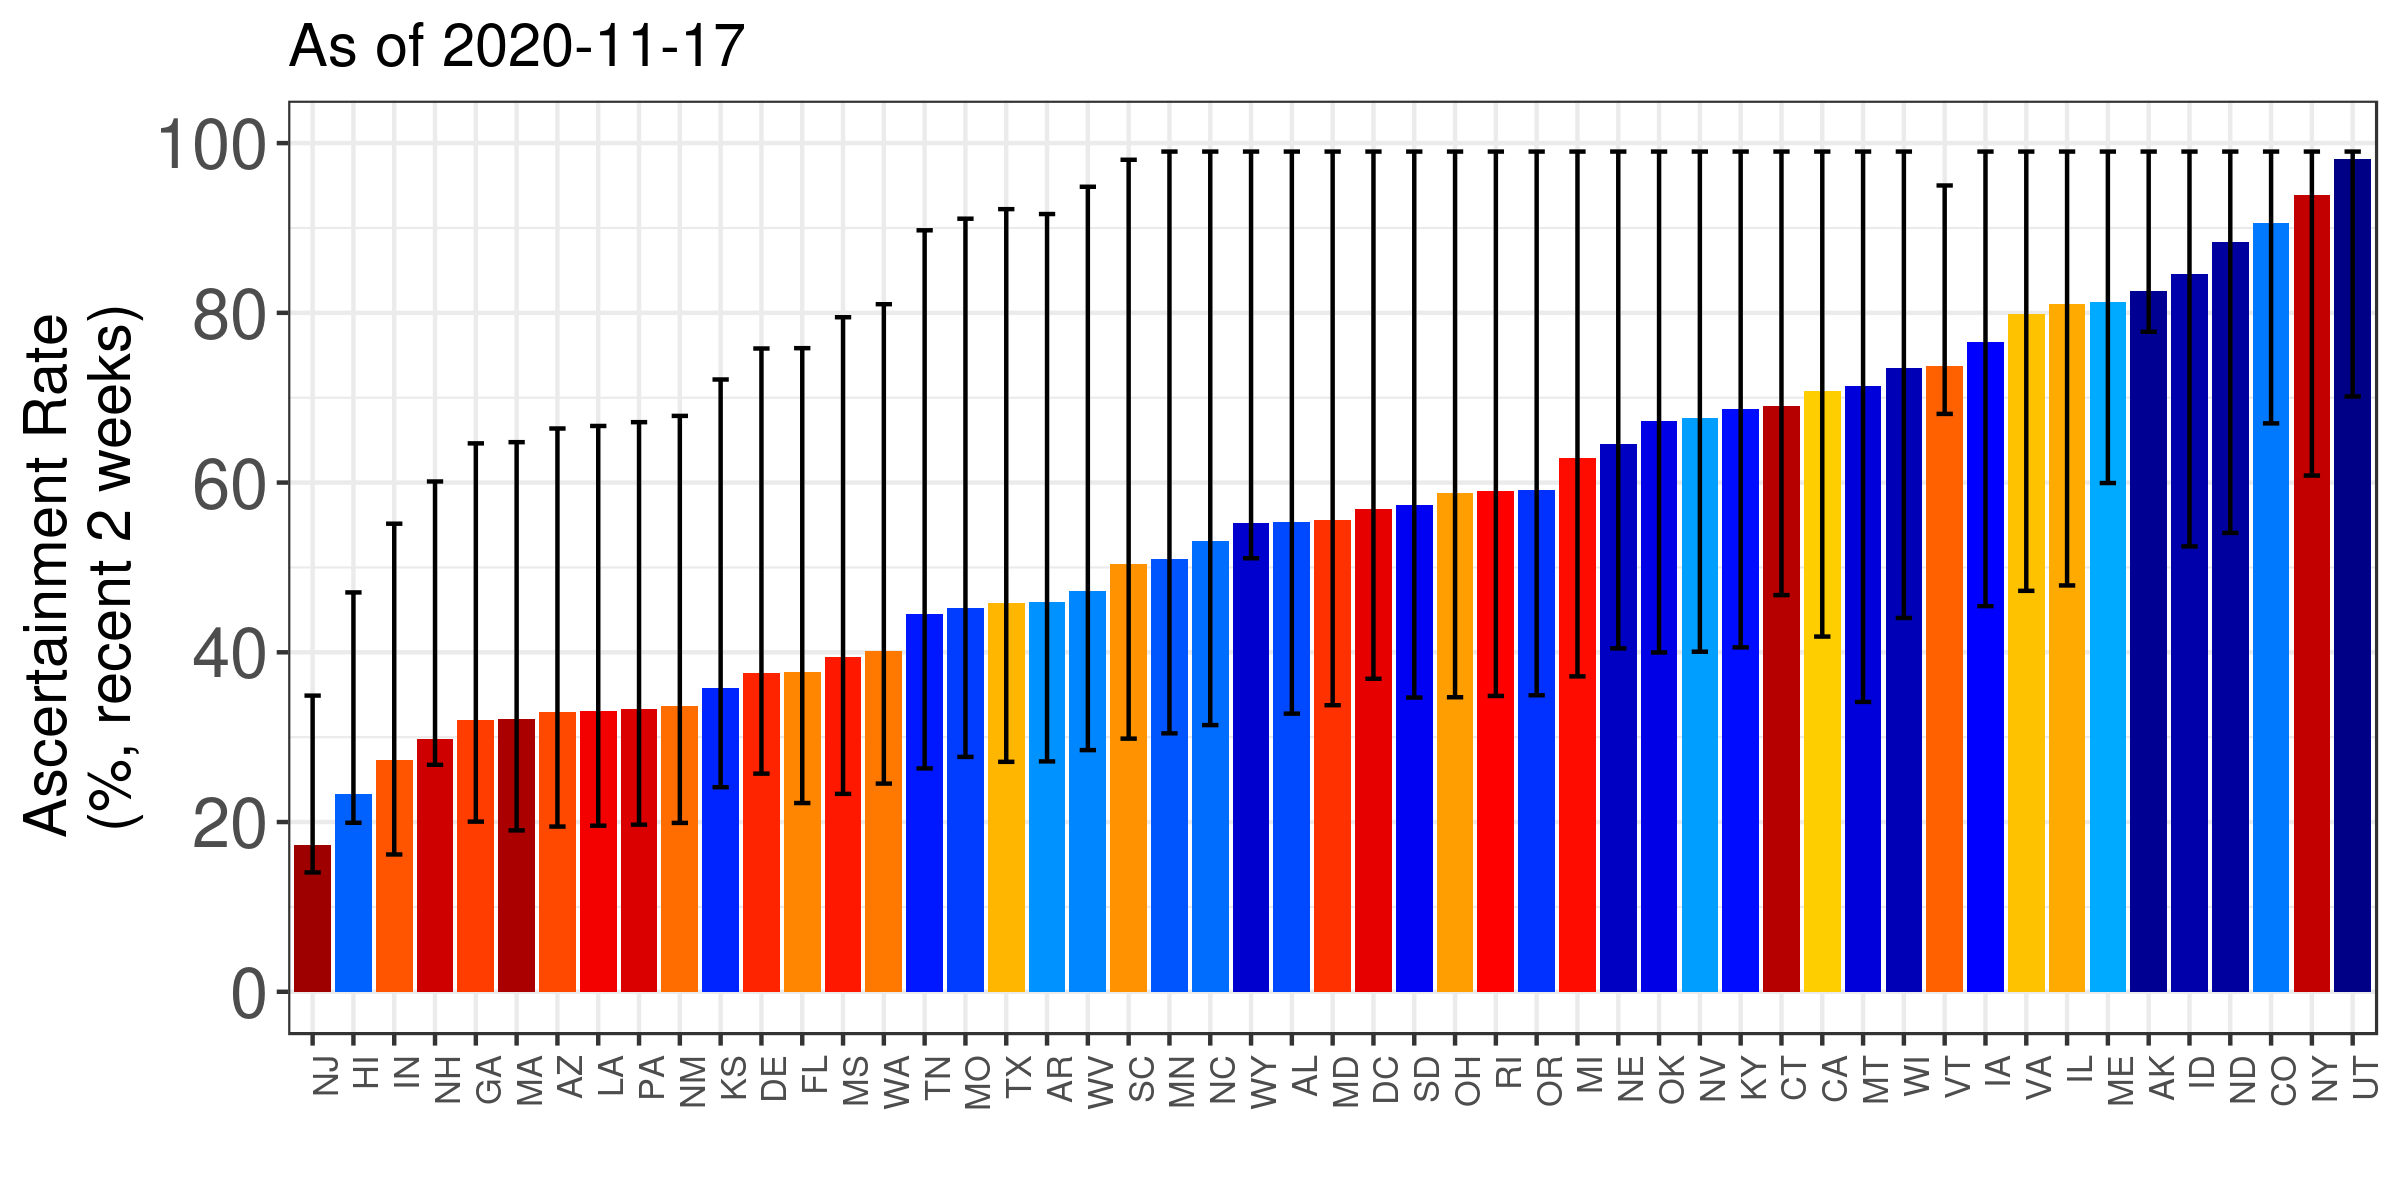 As of 2020-11-17
Ascertainment Rate
(%, recent 2 weeks)
100
80
60
40
20
0
NJ HI IN NH GA MA AZ LA PA NM KS DE FL MS WA TN MO TX AR WV SC MN NC WY AL MD DC SD OH RI OR MI NE OK NV KY CT CA MT WI VT IA VA IL ME AK ID ND CO NY UT